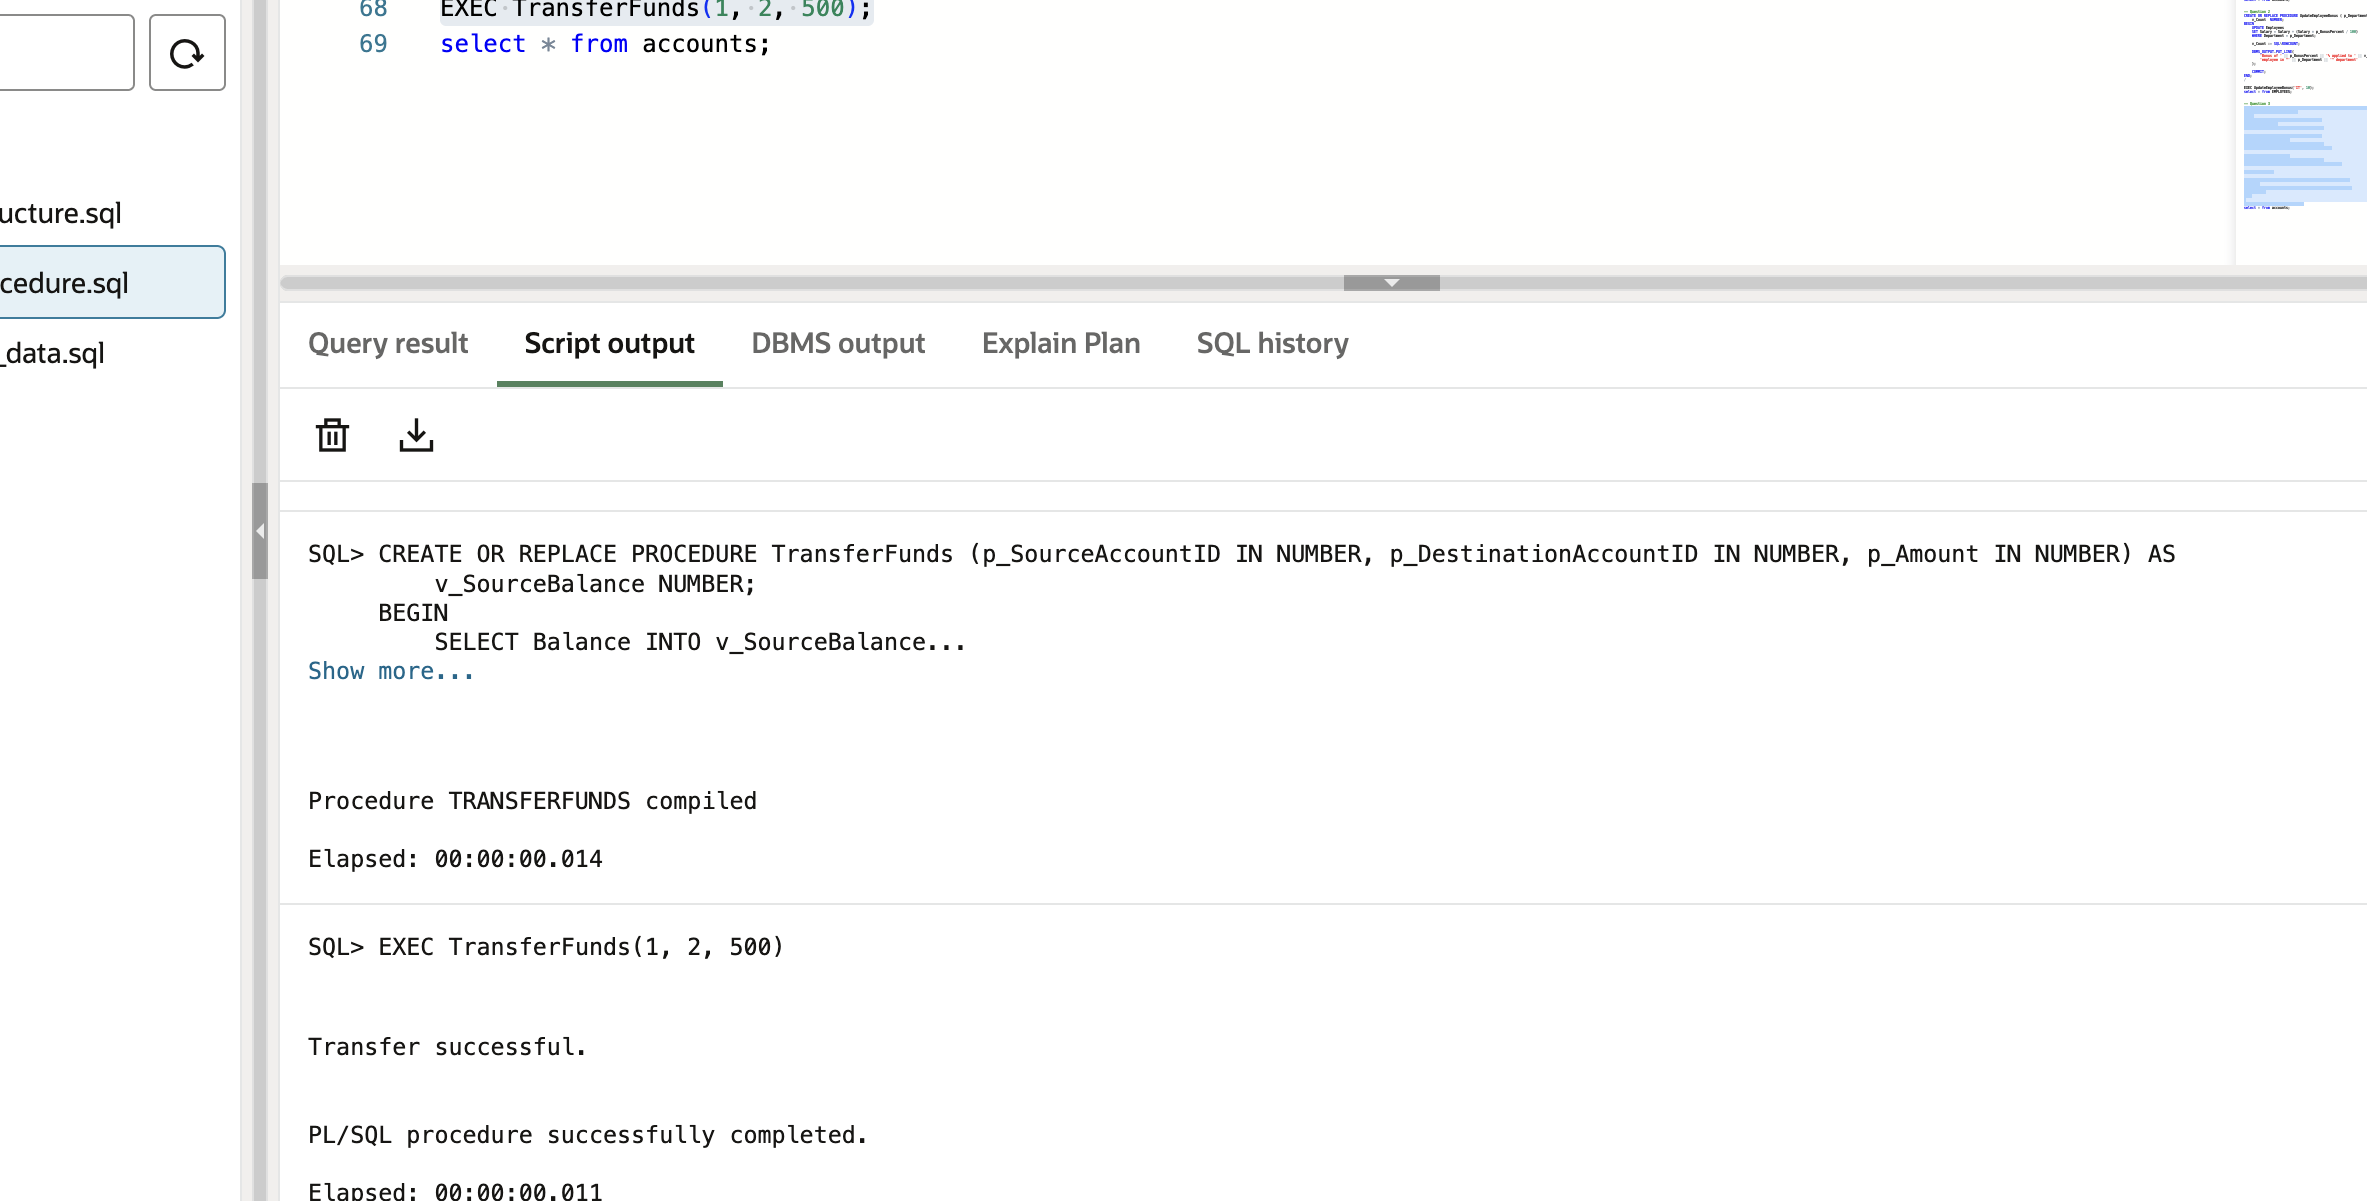 68 EXEC TransferFunds(1, 2, 500);
69 select * from accounts;
ucture.sql
cedure.sql
_data.sql
Query result Script output DBMS output Explain Plan SQL history
SQL> CREATE OR REPLACE PROCEDURE TransferFunds (p_SourceAccountID IN NUMBER, p_DestinationAccountID IN NUMBER, p_Amount IN NUMBER) AS
v_SourceBalance NUMBER;
BEGIN
SELECT Balance INTO v_SourceBalance...
Show more...
Procedure TRANSFERFUNDS compiled
Elapsed: 00:00:00.014
SQL> EXEC TransferFunds(1, 2, 500)
Transfer successful.
PL/SQL procedure successfully completed.
Elapsed: 00:00:00.011